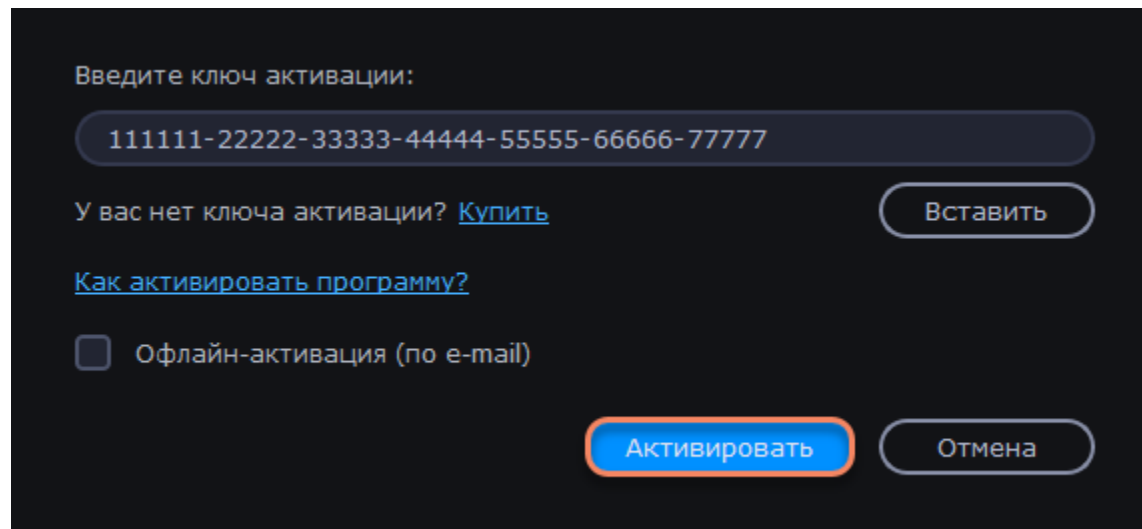 Введите ключ активации:
111111-22222-33333-44444-55555-66666-77777
У вас нет ключа активации? Купить
Вставить
Как активировать программу?
Офлайн-активация (по e-mail)
Активировать
Отмена